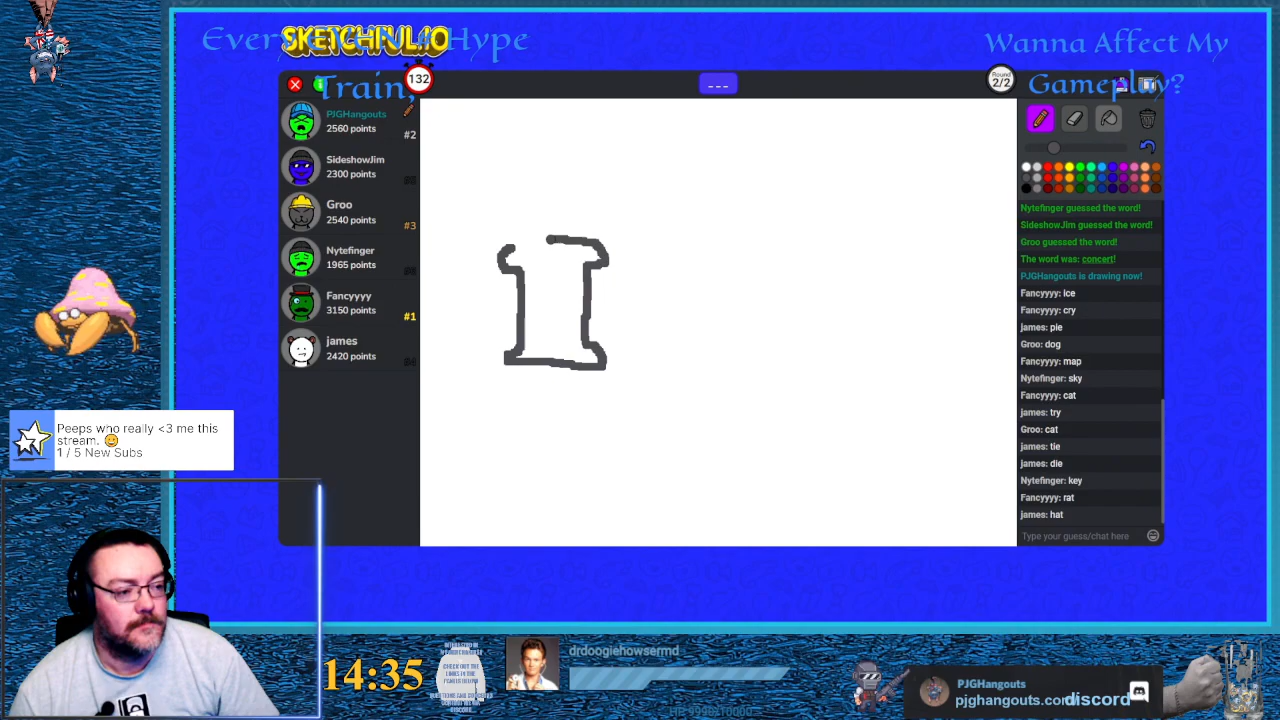 Every
SKETCHFUL.IO
Hype
Train,
Wanna Affect My
Gameplay?
132
_ _ _
Round
2/2
PJGHangouts
2560 points
#2
SideshowJim
2300 points
Groo
2540 points
#3
Nytefinger
1965 points
Fancyyyy
3150 points
#1
james
2420 points
Nytefinger guessed the word!
SideshowJim guessed the word!
Groo guessed the word!
The word was: concert!
PJGHangouts is drawing now!
Fancyyyy: ice
Fancyyyy: cry
james: pie
Groo: dog
Fancyyyy: map
Nytefinger: sky
Fancyyyy: cat
james: try
Groo: cat
james: tie
james: die
Nytefinger: key
Fancyyyy: rat
james: hat
Type your guess/chat here
Peeps who really <3 me this
stream. 😀
1 / 5 New Subs
14:35
drdoogiehowsermd
PJGHangouts
pjghangouts.com
discord